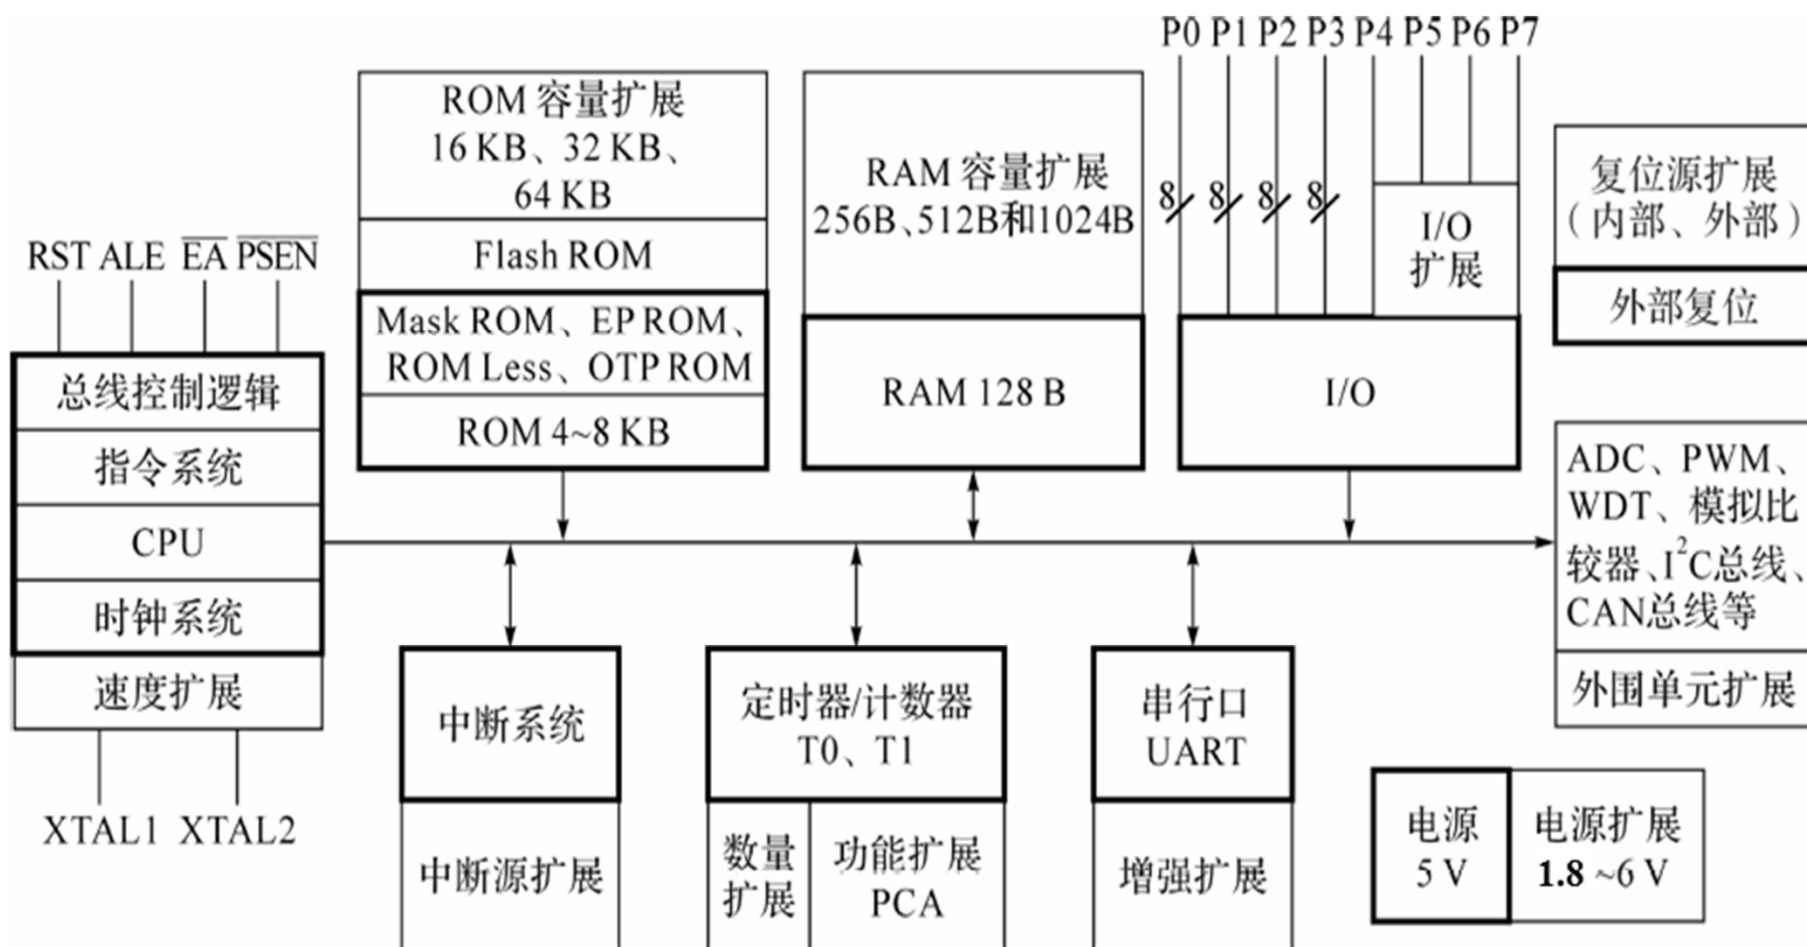 P0 P1 P2 P3 P4 P5 P6 P7
ROM 容量扩展
16 KB、32 KB、
64 KB
Flash ROM
Mask ROM、EP ROM、
ROM Less、OTP ROM
ROM 4~8 KB
RAM 容量扩展
256B、512B和1024B
RAM 128 B
8 8 8 8
I/O
扩展
I/O
复位源扩展
（内部、外部）
外部复位
RST ALE E̅A̅ P̅S̅E̅N̅
总线控制逻辑
指令系统
CPU
时钟系统
速度扩展
XTAL1 XTAL2
ADC、PWM、
WDT、模拟比
较器、I²C总线、
CAN总线等
外围单元扩展
中断系统
中断源扩展
定时器/计数器
T0、T1
数量
扩展
功能扩展
PCA
串行口
UART
增强扩展
电源
5 V
电源扩展
1.8 ~6 V